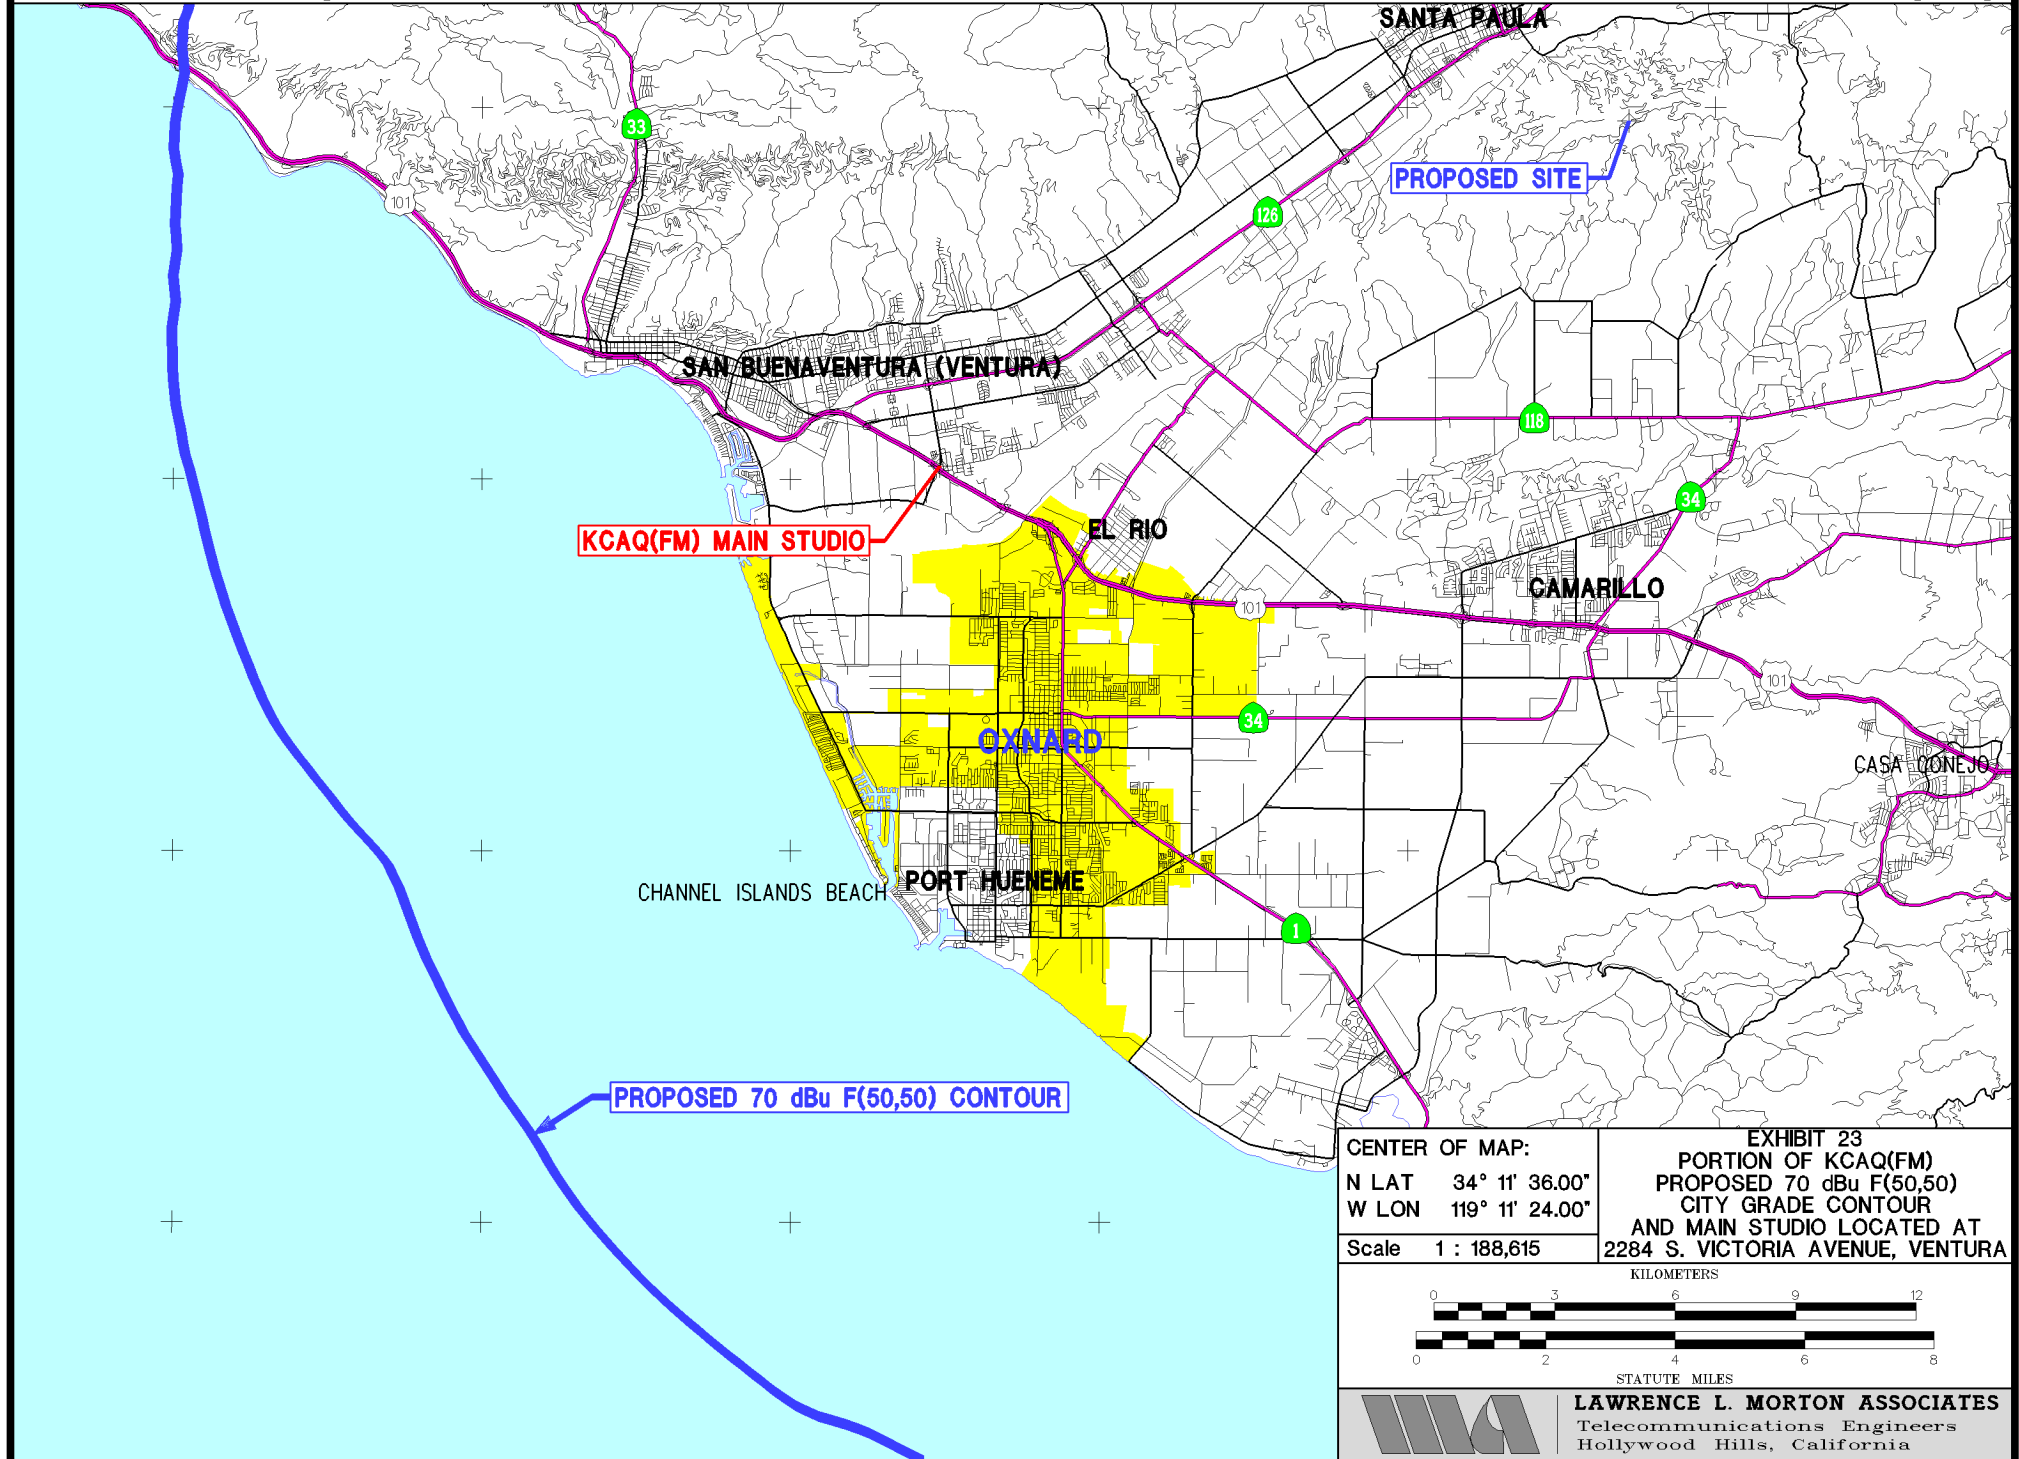 SANTA PAULA
33
PROPOSED SITE
101
126
SAN BUENAVENTURA (VENTURA)
118
34
KCAQ(FM) MAIN STUDIO
EL RIO
CAMARILLO
101
101
34
OXNARD
CASA CONEJO
CHANNEL ISLANDS BEACH
PORT HUENEME
1
PROPOSED 70 dBu F(50,50) CONTOUR
CENTER OF MAP:
N LAT 34° 11' 36.00"
W LON 119° 11' 24.00"
Scale 1 : 188,615
EXHIBIT 23
PORTION OF KCAQ(FM)
PROPOSED 70 dBu F(50,50)
CITY GRADE CONTOUR
AND MAIN STUDIO LOCATED AT
2284 S. VICTORIA AVENUE, VENTURA
KILOMETERS
0 3 6 9 12
0 2 4 6 8
STATUTE MILES
LAWRENCE L. MORTON ASSOCIATES
Telecommunications Engineers
Hollywood Hills, California